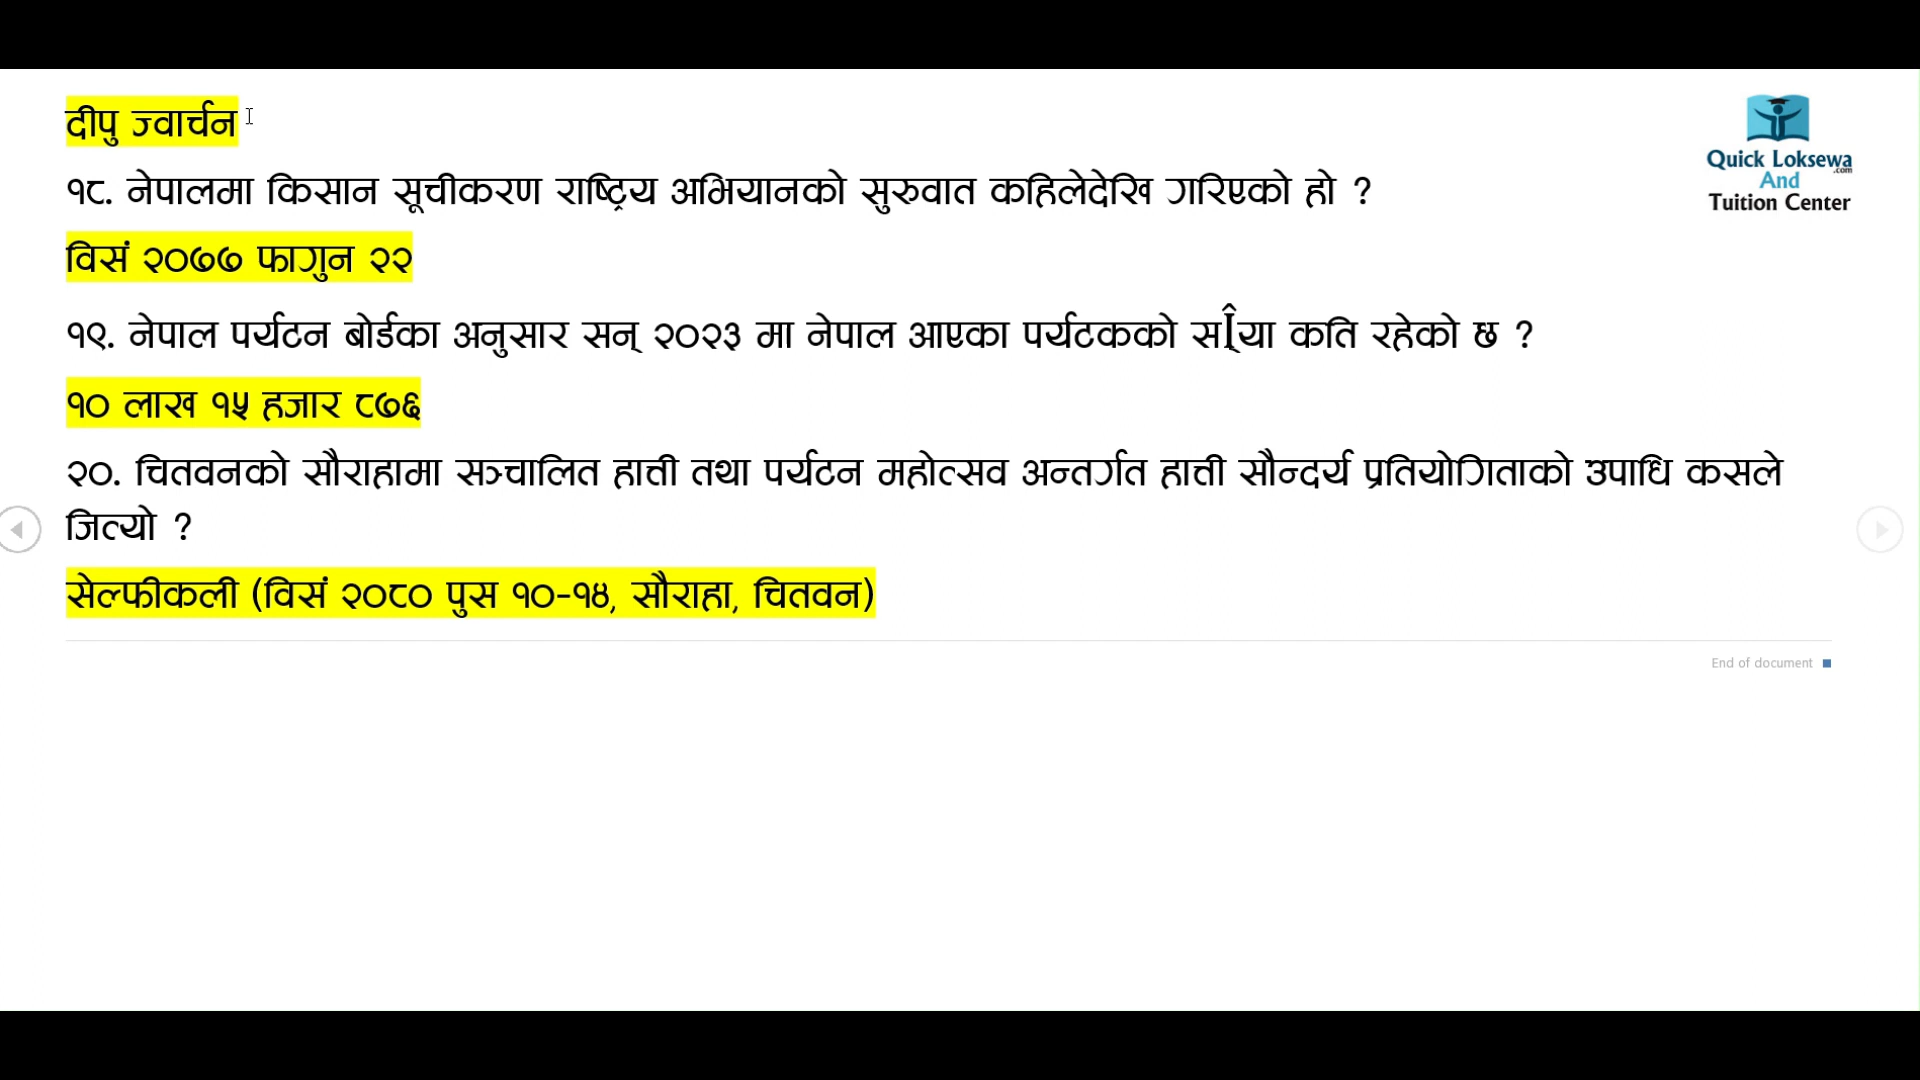 दीपु ज्वार्चन
Quick Loksewa
.com
And
Tuition Center
१८. नेपालमा किसान सूचीकरण राष्ट्रिय अभियानको सुरुवात कहिलेदेखि गरिएको हो ?
विसं २०७७ फागुन २२
१९. नेपाल पर्यटन बोर्डका अनुसार सन् २०२३ मा नेपाल आएका पर्यटकको कति रहेको छ ?
१० लाख १५ हजार ८७६
२०. चितवनको सौराहामा सञ्चालित हात्ती तथा पर्यटन महोत्सव अन्तर्गत हात्ती सौन्दर्य प्रतियोगिताको उपाधि कसले
जित्यो ?
सेल्फीकली (विसं २०८० पुस १०-१४, सौराहा, चितवन)
End of document